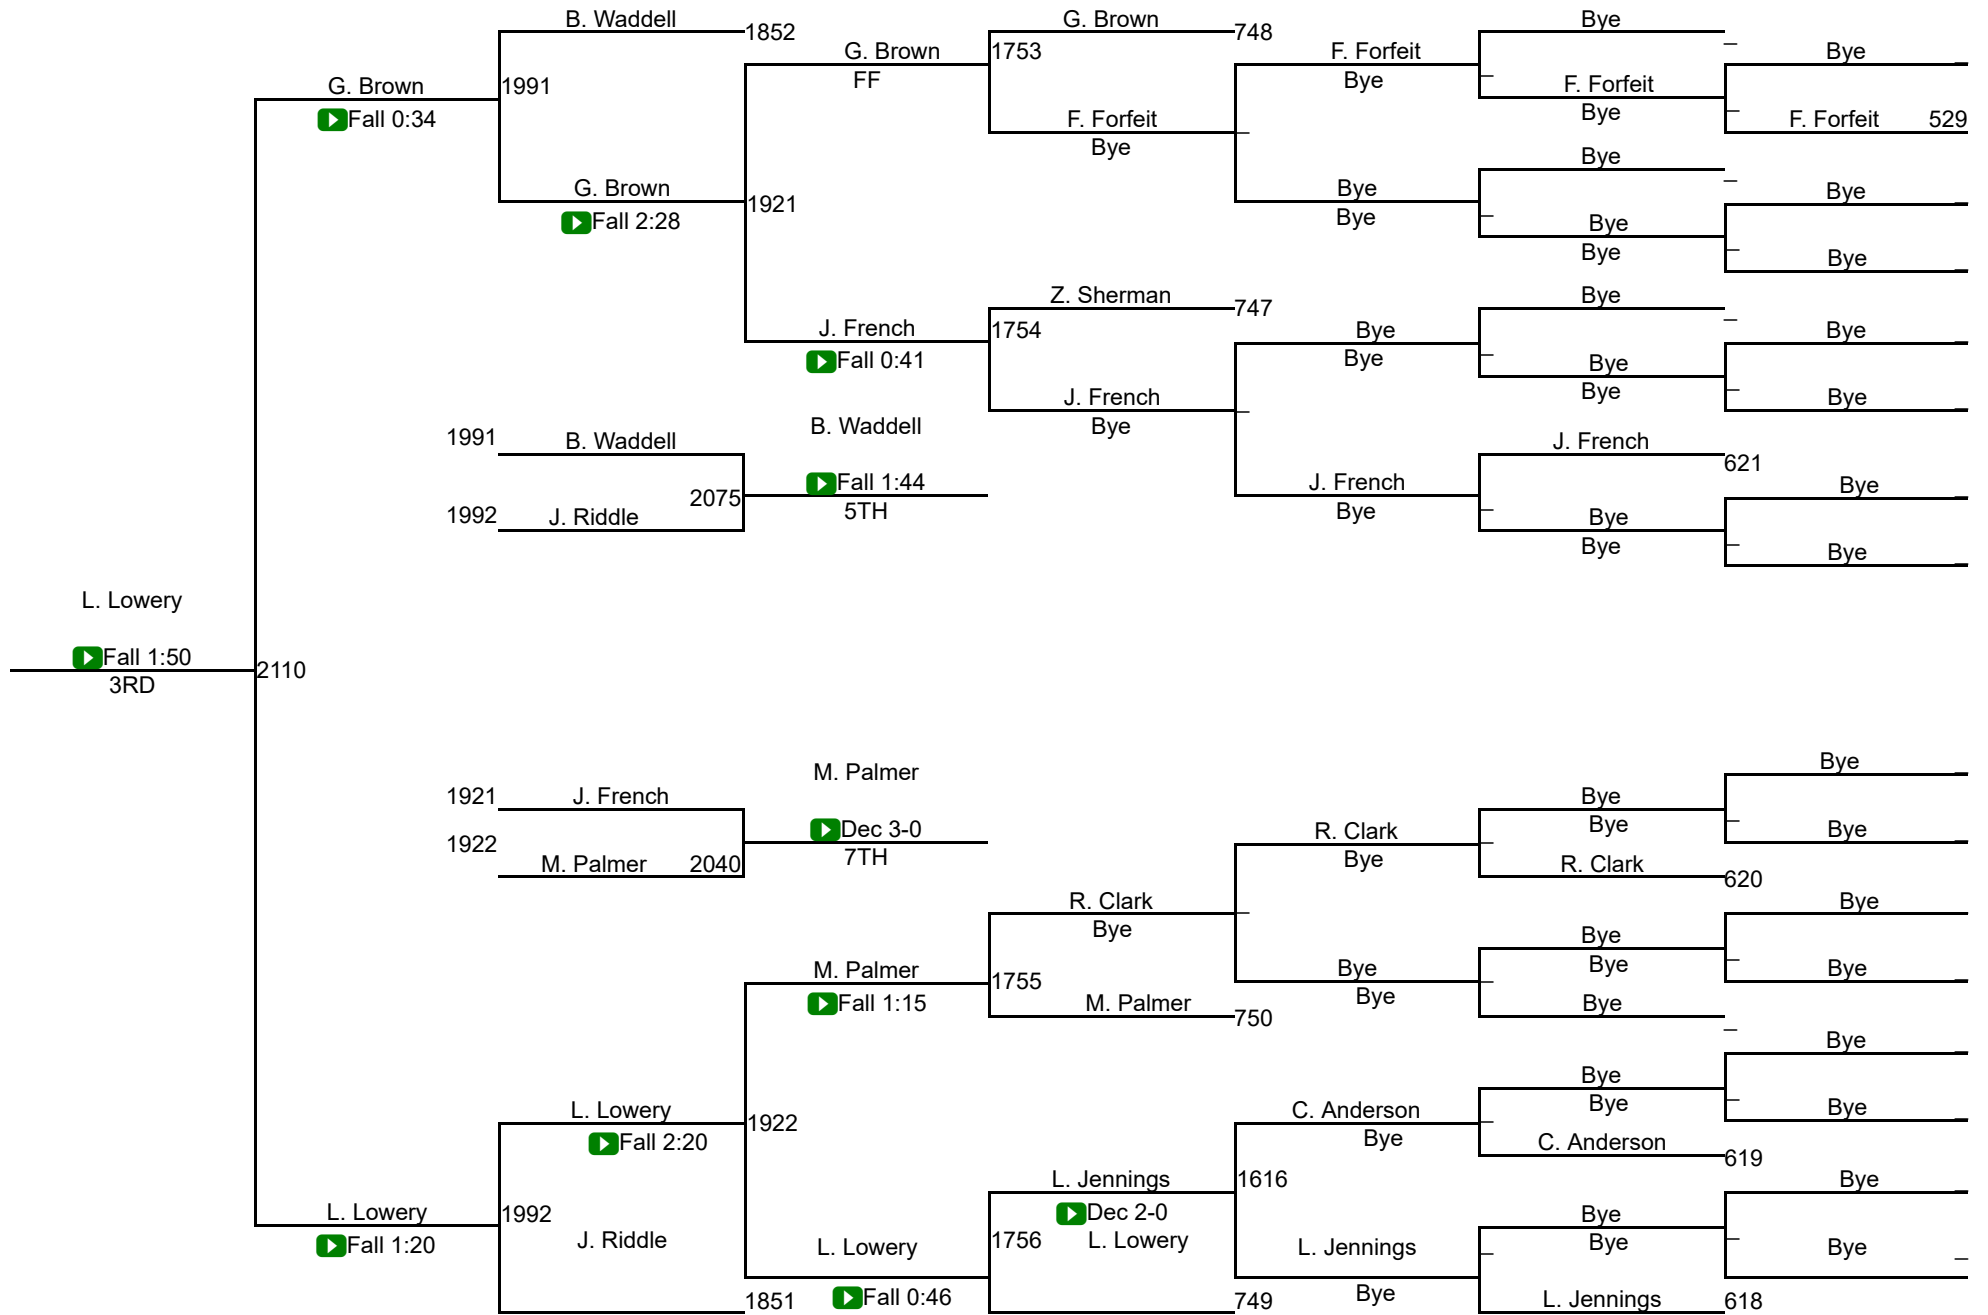 B. Waddell 1852 G. Brown 748 Bye
G. Brown 1753 F. Forfeit Bye
FF Bye
G. Brown 1991 F. Forfeit
Fall 0:34 F. Forfeit Bye F. Forfeit 529
Bye Bye
G. Brown 1921 Bye Bye
Fall 2:28 Bye Bye
Bye Bye
Z. Sherman 747 Bye
J. French 1754 Bye Bye
Fall 0:41 Bye Bye
J. French Bye Bye
B. Waddell Bye
1991 B. Waddell J. French 621
Fall 1:44 J. French Bye
1992 J. Riddle 2075 5TH Bye Bye
Bye Bye
L. Lowery
Fall 1:50
3RD 2110
M. Palmer Bye
1921 J. French Bye
Dec 3-0 R. Clark Bye Bye
1922 7TH Bye
M. Palmer 2040 R. Clark 620
R. Clark Bye
Bye Bye
M. Palmer 1755 Bye Bye Bye
Fall 1:15 M. Palmer 750 Bye Bye
Bye
Bye
L. Lowery 1922 C. Anderson Bye Bye
Fall 2:20 Bye C. Anderson 619
L. Jennings 1616 Bye
L. Lowery 1992 Dec 2-0 Bye
Fall 1:20 J. Riddle L. Lowery 1756 L. Lowery L. Jennings Bye Bye
1851 Fall 0:46 749 Bye L. Jennings 618